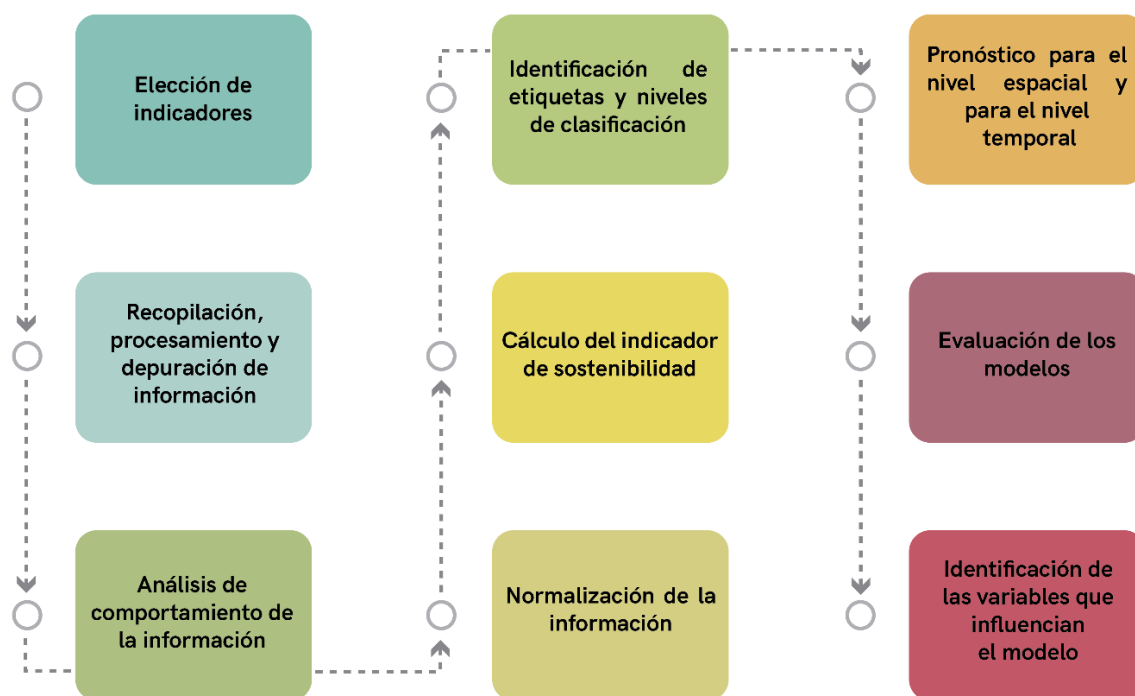 Elección de
indicadores
Recopilación,
procesamiento y
depuración de
información
Análisis de
comportamiento de
la información
Normalización de la
información
Cálculo del indicador
de sostenibilidad
Identificación de
etiquetas y niveles
de clasificación
Pronóstico para el
nivel espacial y
para el nivel
temporal
Evaluación de los
modelos
Identificación de
las variables que
influencian
el modelo